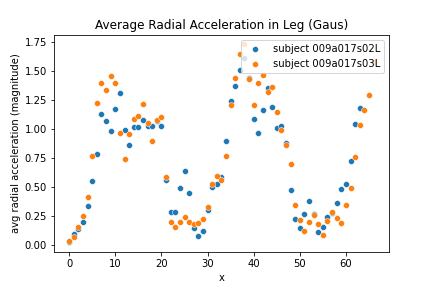 Average Radial Acceleration in Leg (Gaus)
subject 009a017s02L
subject 009a017s03L
avg radial acceleration (magnitude)
1.75
1.50
1.25
1.00
0.75
0.50
0.25
0.00
0 10 20 30 40 50 60
x